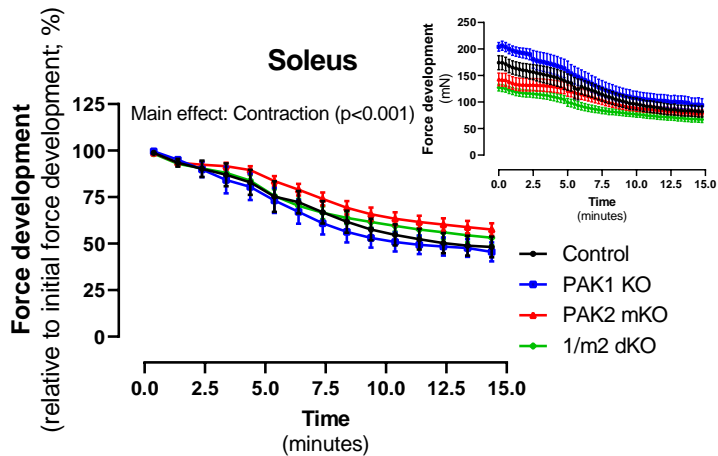 Soleus
Main effect: Contraction (p<0.001)
Force development
(relative to initial force development; %)
125
100
75
50
25
0
0.0 2.5 5.0 7.5 10.0 12.5 15.0
Time
(minutes)
Force development
(mN)
250
200
150
100
50
0
0.0 2.5 5.0 7.5 10.0 12.5 15.0
Time
(minutes)
Control
PAK1 KO
PAK2 mKO
1/m2 dKO